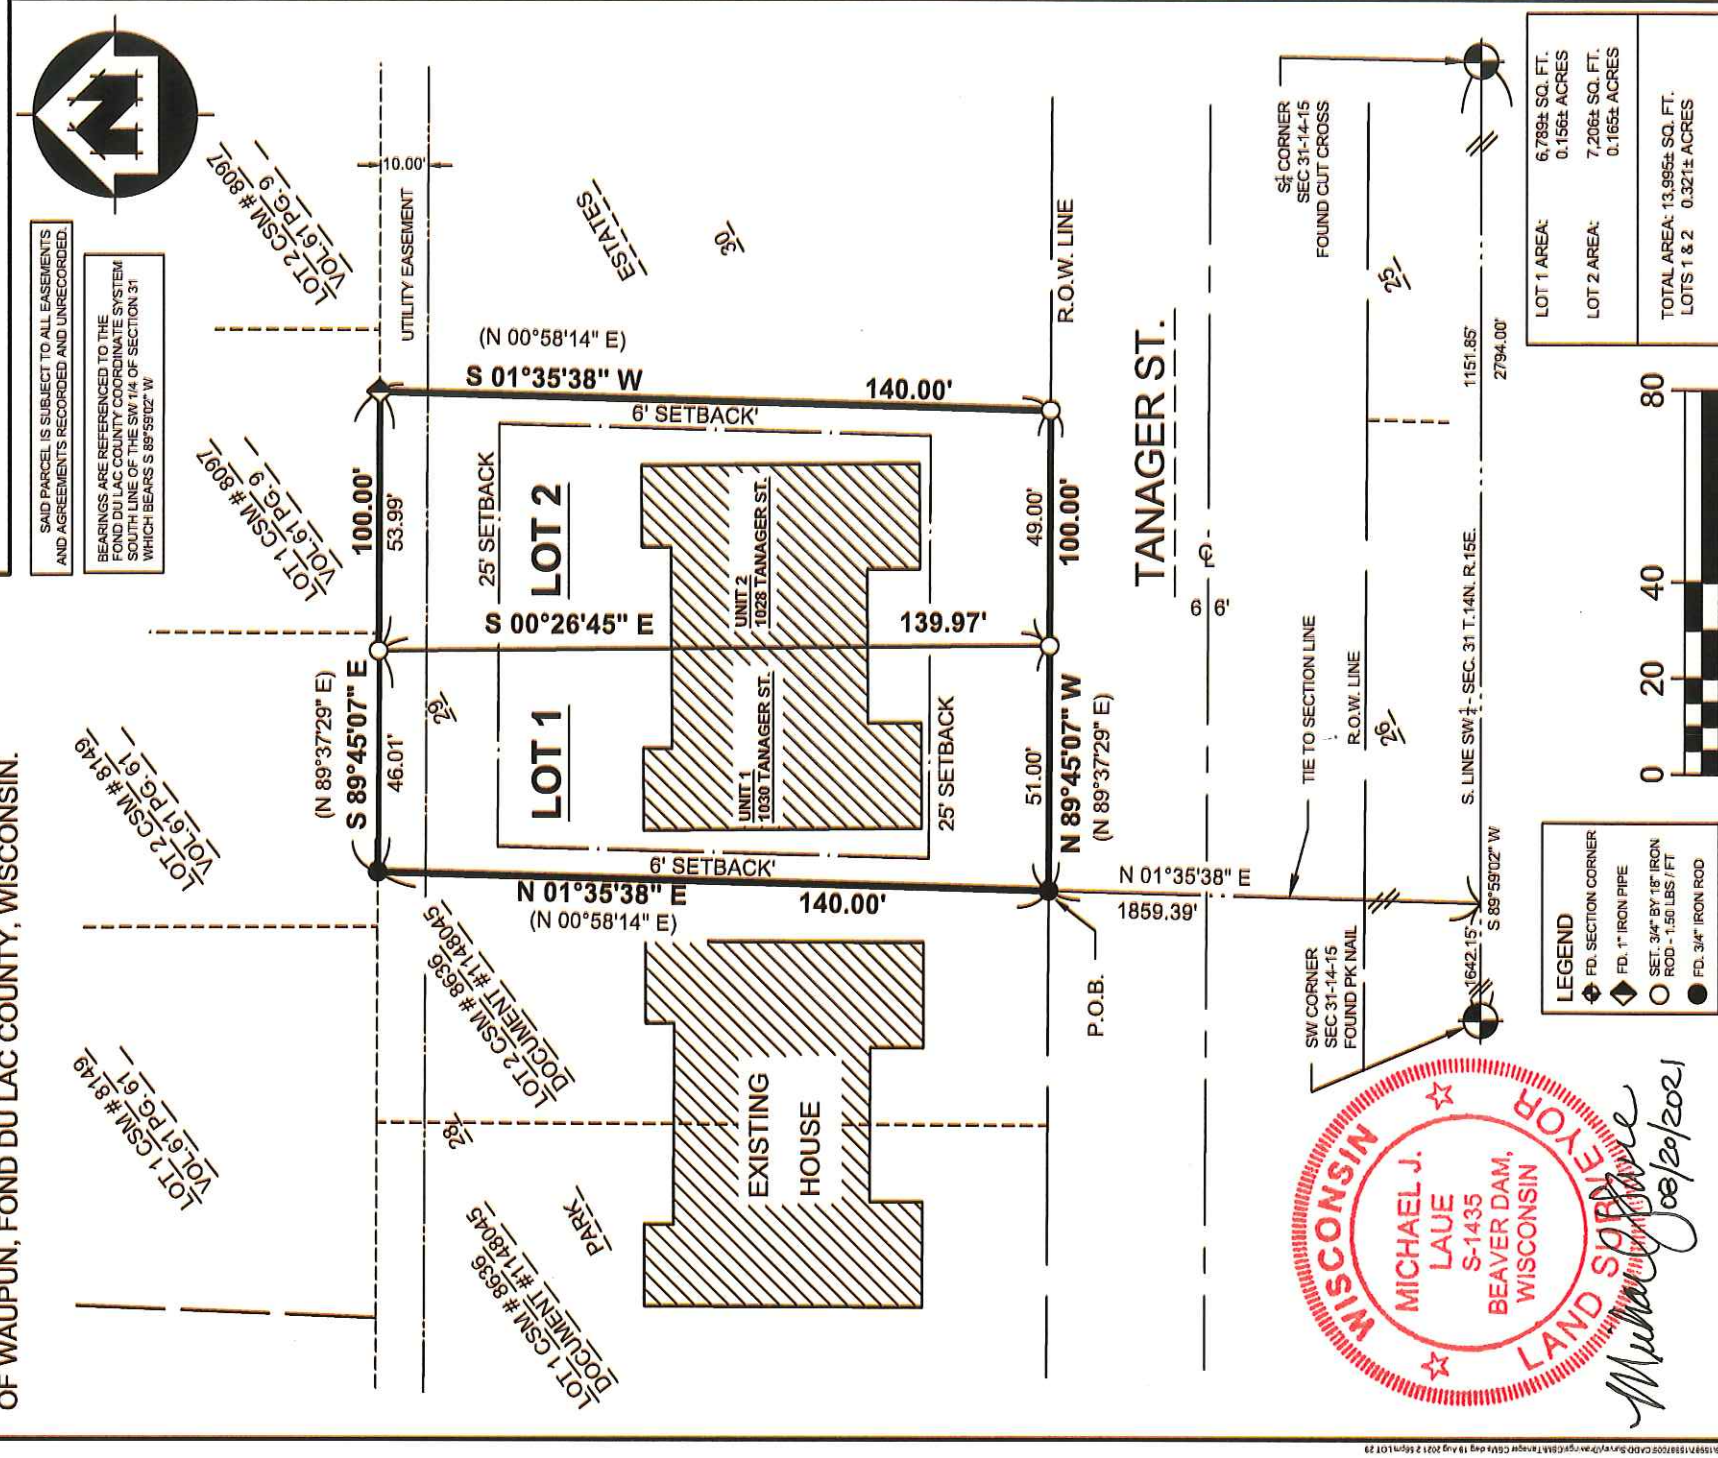 OF WAUPUN, FOND DU LAC COUNTY, WISCONSIN.
SAID PARCEL IS SUBJECT TO ALL EASEMENTS
AND AGREEMENTS RECORDED AND UNRECORDED.
BEARINGS ARE REFERENCED TO THE
FOND DU LAC COUNTY COORDINATE SYSTEM
SOUTH LINE OF THE SW 1/4 OF SECTION 31
WHICH BEARS S 89°59'02" W
N
LOT 1 CSM # 8149
VOL.61 PG. 61
LOT 2 CSM # 8149
VOL.61 PG. 61
LOT 1 CSM # 8097
VOL.61 PG.9
LOT 2 CSM # 8097
VOL.61 PG.9
10.00'
UTILITY EASEMENT
(N 89°37'29" E)
S 89°45'07" E
100.00'
46.01'
53.99'
29
28
LOT 1 CSM # 8636
DOCUMENT #1148045
LOT 2 CSM # 8636
DOCUMENT #1148045
PARK
ESTATES
30
EXISTING
HOUSE
N 01°35'38" E
140.00'
(N 00°58'14" E)
6' SETBACK'
25' SETBACK
LOT 1
LOT 2
S 00°26'45" E
139.97'
UNIT 1
1030 TANAGER ST.
UNIT 2
1028 TANAGER ST.
25' SETBACK
6' SETBACK'
S 01°35'38" W
140.00'
(N 00°58'14" E)
51.00'
49.00'
N 89°45'07" W
100.00'
(N 89°37'29" E)
P.O.B.
R.O.W. LINE
TANAGER ST.
66'
N 01°35'38" E
1859.39'
TIE TO SECTION LINE
R.O.W. LINE
26
25
SW CORNER
SEC 31-14-15
FOUND PK NAIL
S¼ CORNER
SEC 31-14-15
FOUND CUT CROSS
1642.15'
S. LINE SW ¼ - SEC. 31 T.14N. R.15E.
1151.85'
S 89°59'02" W
2794.00'
WISCONSIN
LAND SURVEYOR
MICHAEL J.
LAUE
S-1435
BEAVER DAM,
WISCONSIN
08/20/2021
LEGEND
FD. SECTION CORNER
FD. 1" IRON PIPE
SET. 3/4" BY 18" IRON
ROD - 1.50 LBS / FT
FD. 3/4" IRON ROD
0 20 40 80
LOT 1 AREA: 6,789± SQ. FT.
0.156± ACRES
LOT 2 AREA: 7,206± SQ. FT.
0.165± ACRES
TOTAL AREA: 13,995± SQ. FT.
LOTS 1 & 2 0.321± ACRES